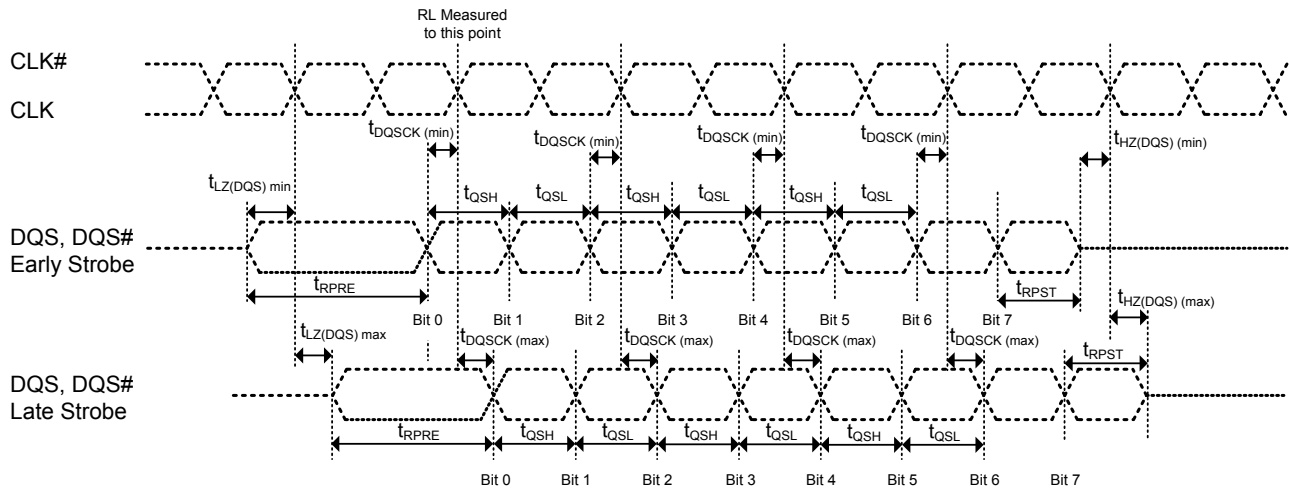 RL Measured
to this point
CLK#
CLK
tDQSCK (min) tDQSCK (min) tDQSCK (min) tDQSCK (min) tHZ(DQS) (min)
tLZ(DQS) min
tQSH tQSL tQSH tQSL tQSH tQSL
DQS, DQS#
Early Strobe
tRPRE tRPST
Bit 0 Bit 1 Bit 2 Bit 3 Bit 4 Bit 5 Bit 6 Bit 7
tHZ(DQS) (max)
tLZ(DQS) max tDQSCK (max) tDQSCK (max) tDQSCK (max) tDQSCK (max)
tRPST
DQS, DQS#
Late Strobe
tRPRE tQSH tQSL tQSH tQSL tQSH tQSL
Bit 0 Bit 1 Bit 2 Bit 3 Bit 4 Bit 5 Bit 6 Bit 7